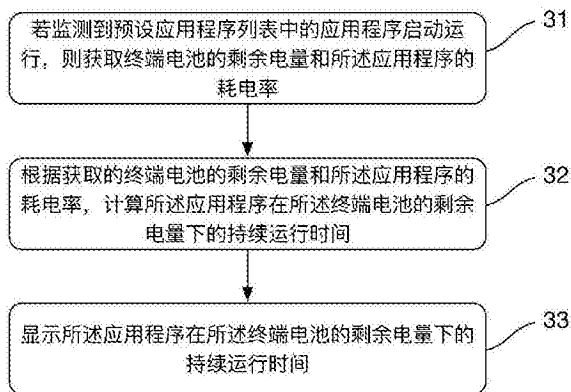 若监测到预设应用程序列表中的应用程序启动运
行，则获取终端电池的剩余电量和所述应用程序的
耗电率
31
根据获取的终端电池的剩余电量和所述应用程序的
耗电率，计算所述应用程序在所述终端电池的剩余
电量下的持续运行时间
32
显示所述应用程序在所述终端电池的剩余电量下的
持续运行时间
33